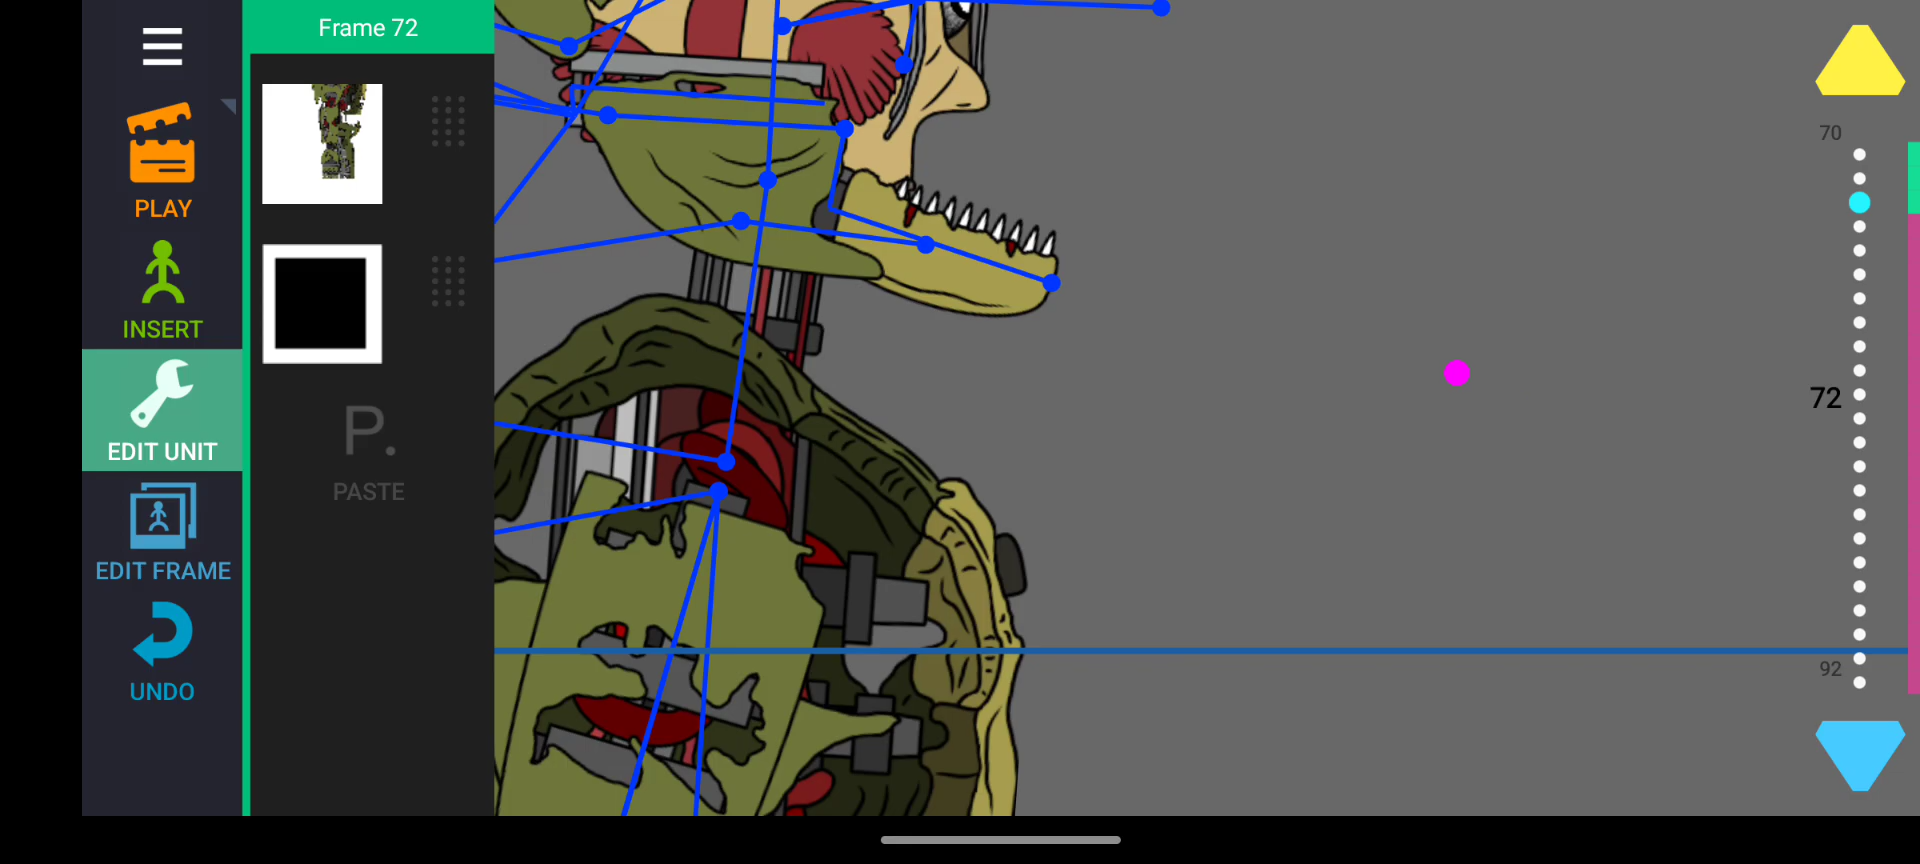 Frame 72
PLAY
INSERT
EDIT UNIT
EDIT FRAME
UNDO
P.
PASTE
70
72
92